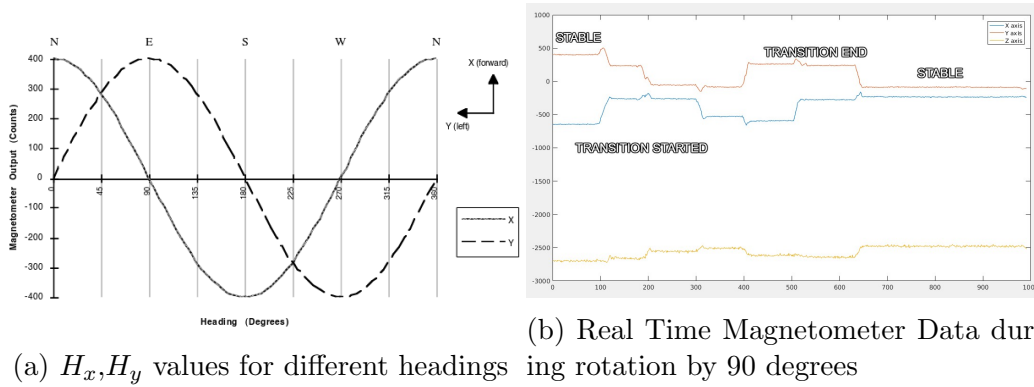 N E S W N
400
300
200
100
0
-100
-200
-300
-400
Magnetometer Output (Counts)
0 45 90 135 180 225 270 315 360
Heading (Degrees)
X (forward)
Y (left)
X
Y
(a) Hx,Hy values for different headings
1000
500
0
-500
-1000
-1500
-2000
-2500
-3000
0 100 200 300 400 500 600 700 800 900 100
STABLE
TRANSITION STARTED
TRANSITION END
STABLE
X axis
Y axis
Z axis
(b) Real Time Magnetometer Data dur
ing rotation by 90 degrees